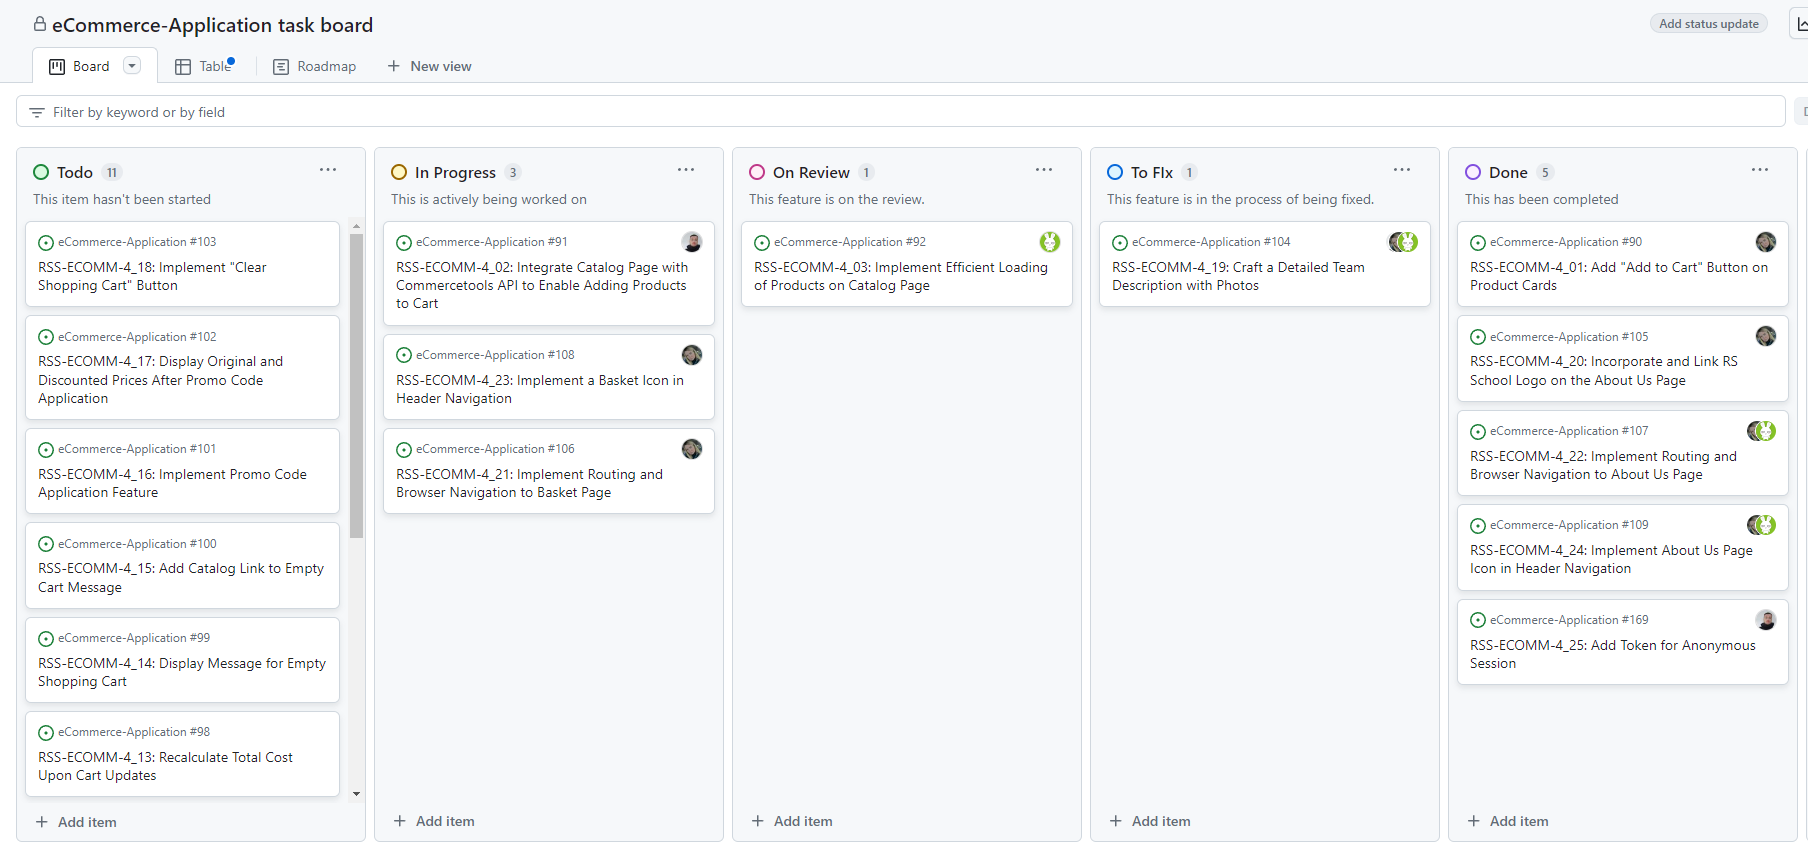 eCommerce-Application task board
Add status update
Board
Table
Roadmap
New view
Filter by keyword or by field
Todo 11
This item hasn't been started
eCommerce-Application #103
RSS-ECOMM-4_18: Implement "Clear
Shopping Cart" Button
eCommerce-Application #102
RSS-ECOMM-4_17: Display Original and
Discounted Prices After Promo Code
Application
eCommerce-Application #101
RSS-ECOMM-4_16: Implement Promo Code
Application Feature
eCommerce-Application #100
RSS-ECOMM-4_15: Add Catalog Link to Empty
Cart Message
eCommerce-Application #99
RSS-ECOMM-4_14: Display Message for Empty
Shopping Cart
eCommerce-Application #98
RSS-ECOMM-4_13: Recalculate Total Cost
Upon Cart Updates
Add item
In Progress 3
This is actively being worked on
eCommerce-Application #91
RSS-ECOMM-4_02: Integrate Catalog Page with
Commercetools API to Enable Adding Products
to Cart
eCommerce-Application #108
RSS-ECOMM-4_23: Implement a Basket Icon in
Header Navigation
eCommerce-Application #106
RSS-ECOMM-4_21: Implement Routing and
Browser Navigation to Basket Page
Add item
On Review 1
This feature is on the review.
eCommerce-Application #92
RSS-ECOMM-4_03: Implement Efficient Loading
of Products on Catalog Page
Add item
To FIx 1
This feature is in the process of being fixed.
eCommerce-Application #104
RSS-ECOMM-4_19: Craft a Detailed Team
Description with Photos
Add item
Done 5
This has been completed
eCommerce-Application #90
RSS-ECOMM-4_01: Add "Add to Cart" Button on
Product Cards
eCommerce-Application #105
RSS-ECOMM-4_20: Incorporate and Link RS
School Logo on the About Us Page
eCommerce-Application #107
RSS-ECOMM-4_22: Implement Routing and
Browser Navigation to About Us Page
eCommerce-Application #109
RSS-ECOMM-4_24: Implement About Us Page
Icon in Header Navigation
eCommerce-Application #169
RSS-ECOMM-4_25: Add Token for Anonymous
Session
Add item